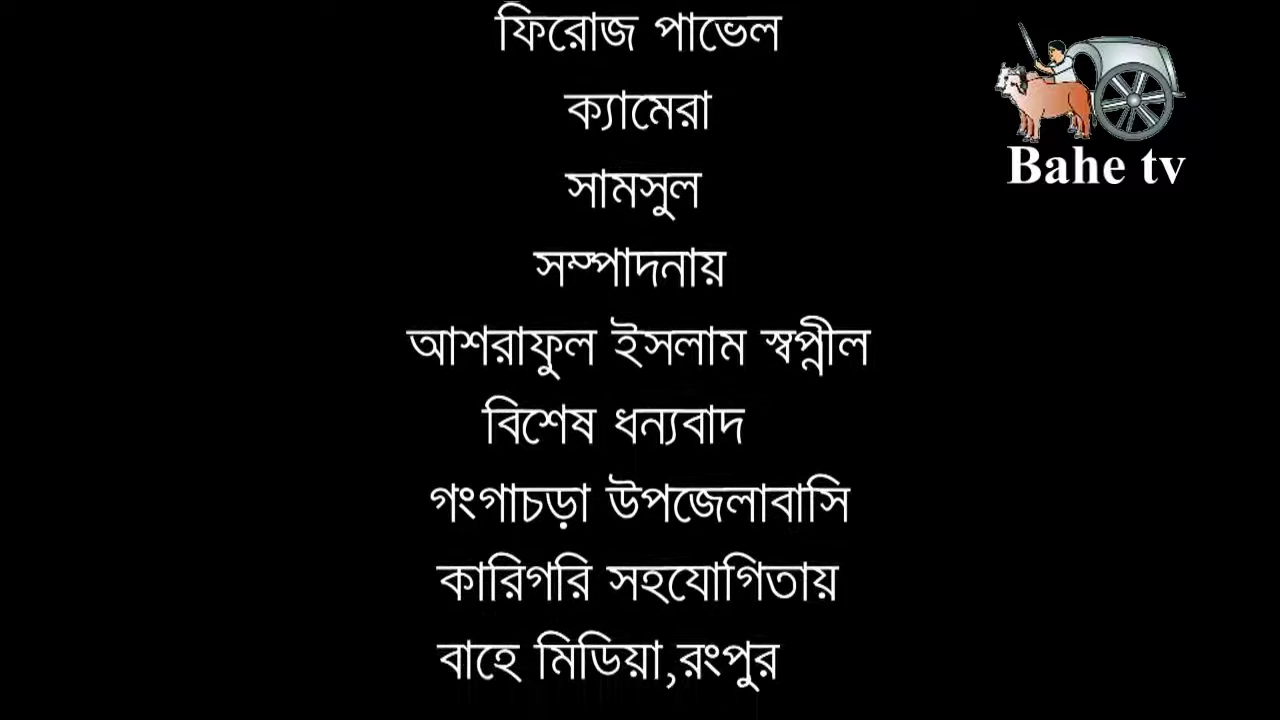 ফিরোজ পাভেল
ক্যামেরা
সামসুল
সম্পাদনায়
আশরাফুল ইসলাম স্বপ্নীল
বিশেষ ধন্যবাদ
গংগাচড়া উপজেলাবাসি
কারিগরি সহযোগিতায়
বাহে মিডিয়া,রংপুর
Bahe tv